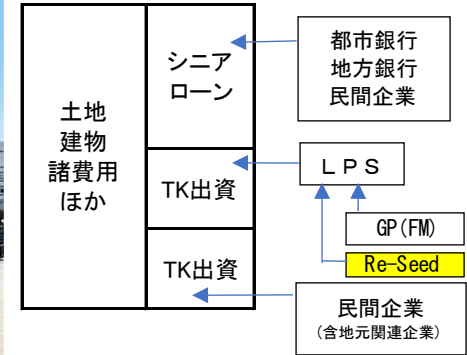 土地
建物
諸費用
ほか
シニア
ローン
TK出資
TK出資
都市銀行
地方銀行
民間企業
ＬＰＳ
GP(FM)
Re-Seed
民間企業
(含地元関連企業)